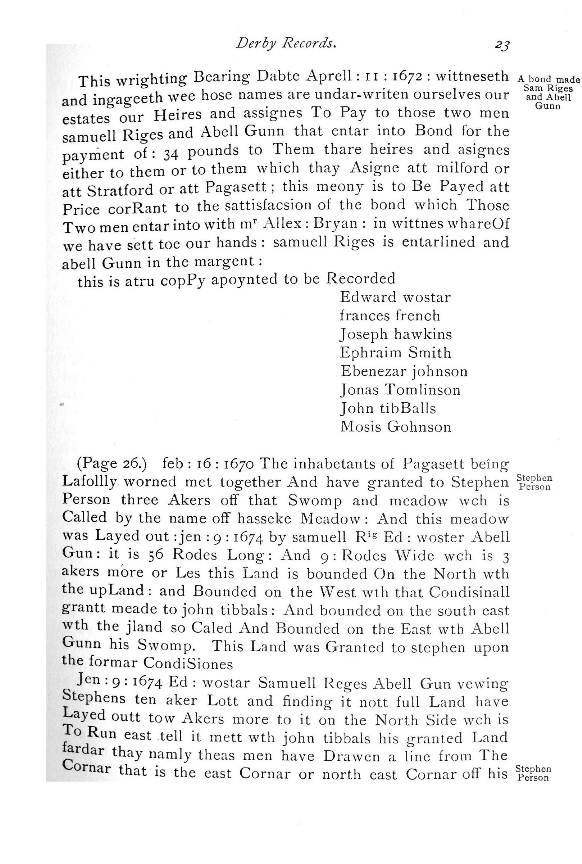 Derby Records. 23
This wrighting Bearing Dabte Aprell : 11 : 1672 : wittneseth
and ingageeth wee hose names are undar-writen ourselves our
estates our Heires and assignes To Pay to those two men
samuell Riges and Abell Gunn that entar into Bond for the
payment of : 34 pounds to Them thare heires and asignes
either to them or to them which thay Asigne att milford or
att Stratford or att Pagasett ; this meony is to Be Payed att
Price corRant to the sattisfacsion of the bond which Those
Two men entar into with mr Allex : Bryan : in wittnes whareOf
we have sett toe our hands : samuell Riges is entarlined and
abell Gunn in the margent :
A bond made
Sam Riges
and Abell
Gunn
this is atru copPy apoynted to be Recorded
Edward wostar
frances french
Joseph hawkins
Ephraim Smith
Ebenezar johnson
Jonas Tomlinson
John tibBalls
Mosis Gohnson
(Page 26.) feb : 16 : 1670 The inhabetants of Pagasett being
Lafollly worned met together And have granted to Stephen
Person three Akers off that Swomp and meadow wch is
Called by the name off hasseke Meadow : And this meadow
was Layed out : jen : 9 : 1674 by samuell Rig Ed : woster Abell
Gun : it is 56 Rodes Long : And 9 : Rodes Wide wch is 3
akers more or Les this Land is bounded On the North wth
the upLand : and Bounded on the West wth that Condisinall
grantt meade to john tibbals : And bounded on the south east
wth the jland so Caled And Bounded on the East wth Abell
Gunn his Swomp. This Land was Granted to stephen upon
the formar CondiSiones
Stephen
Person
Jen : 9 : 1674 Ed : wostar Samuell Reges Abell Gun vewing
Stephens ten aker Lott and finding it nott full Land have
Layed outt tow Akers more to it on the North Side wch is
To Run east tell it mett wth john tibbals his granted Land
fardar thay namly theas men have Drawen a line from The
Cornar that is the east Cornar or north east Cornar off his
Stephen
Person